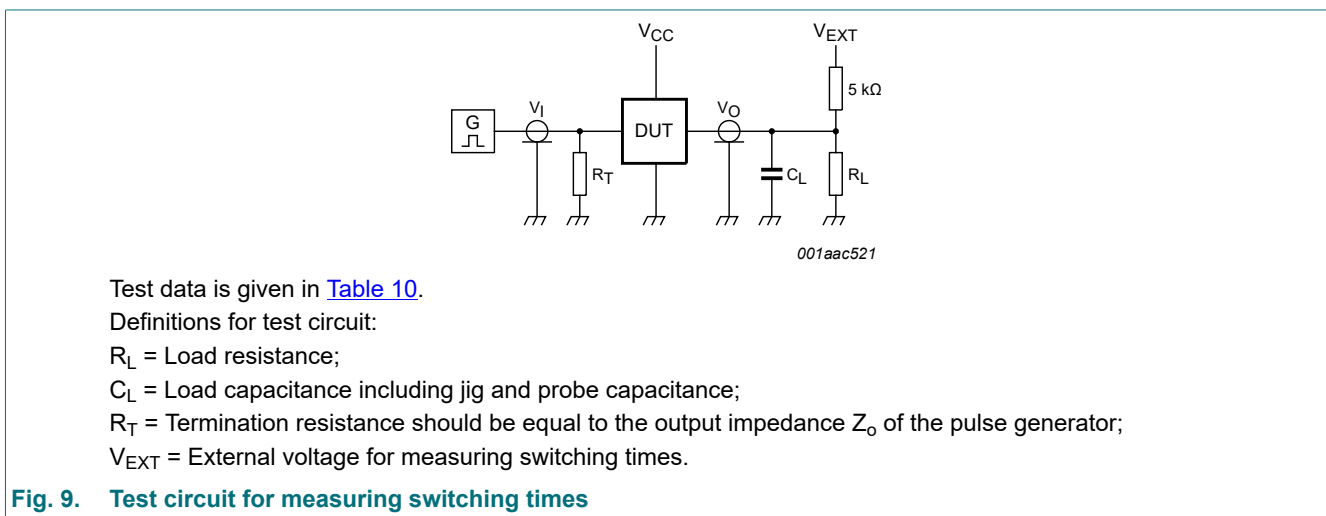 VCC
VEXT
5 kΩ
G
VI
DUT
VO
RT
CL
RL
001aac521
Test data is given in Table 10.
Definitions for test circuit:
RL = Load resistance;
CL = Load capacitance including jig and probe capacitance;
RT = Termination resistance should be equal to the output impedance Zo of the pulse generator;
VEXT = External voltage for measuring switching times.
Fig. 9. Test circuit for measuring switching times